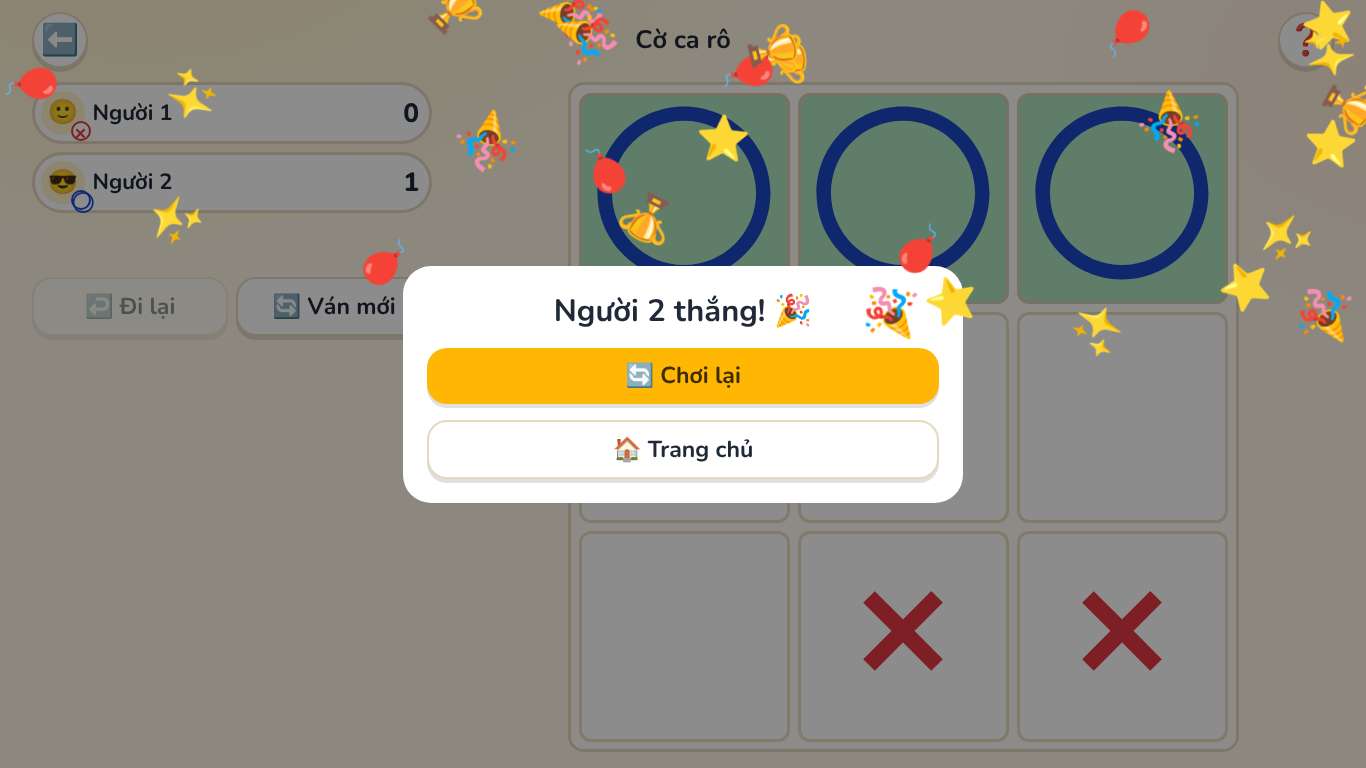 Cờ ca rô
?
Người 1
0
Người 2
1
Đi lại
Ván mới
Người 2 thắng!
Chơi lại
Trang chủ